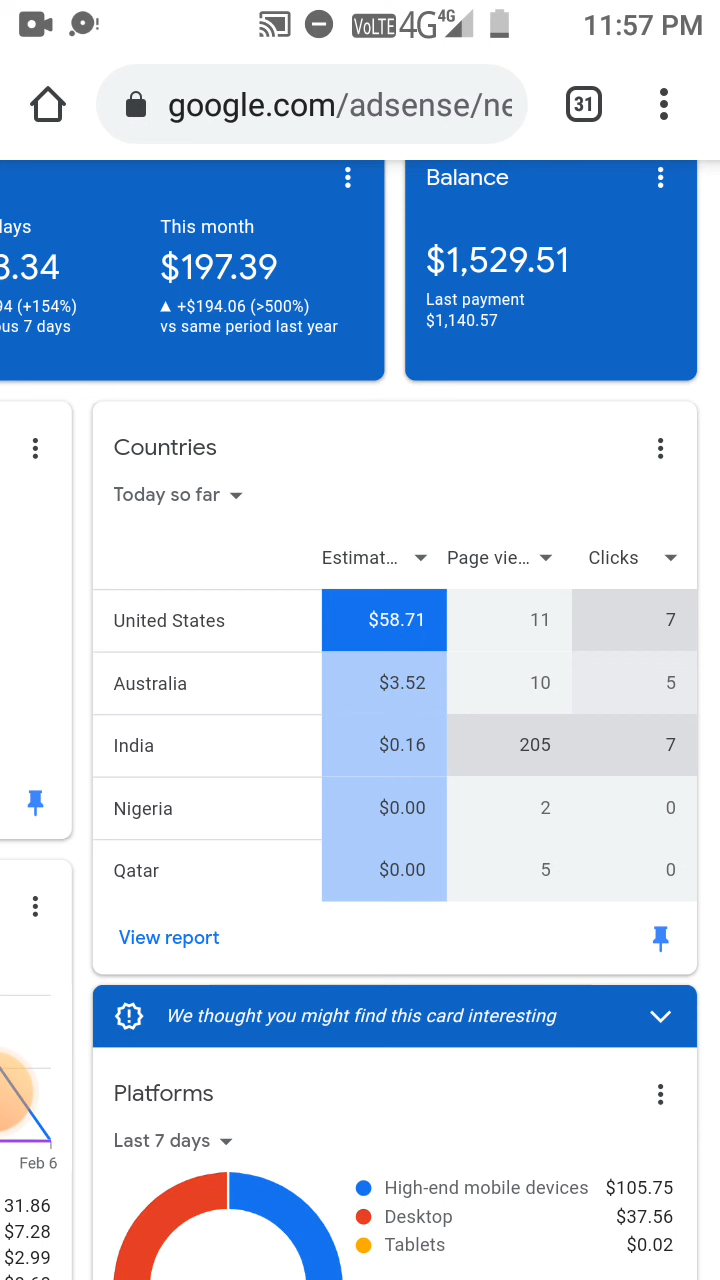 VoLTE 4G 4G 11:57 PM
google.com/adsense/ne
31
days
This month
3.34
$197.39
94 (+154%)
+$194.06 (>500%)
us 7 days
vs same period last year
Balance
$1,529.51
Last payment
$1,140.57
Countries
Today so far
Estimat... Page vie... Clicks
United States $58.71 11 7
Australia $3.52 10 5
India $0.16 205 7
Nigeria $0.00 2 0
Qatar $0.00 5 0
View report
We thought you might find this card interesting
Platforms
Last 7 days
High-end mobile devices $105.75
Desktop $37.56
Tablets $0.02
Feb 6
31.86
$7.28
$2.99